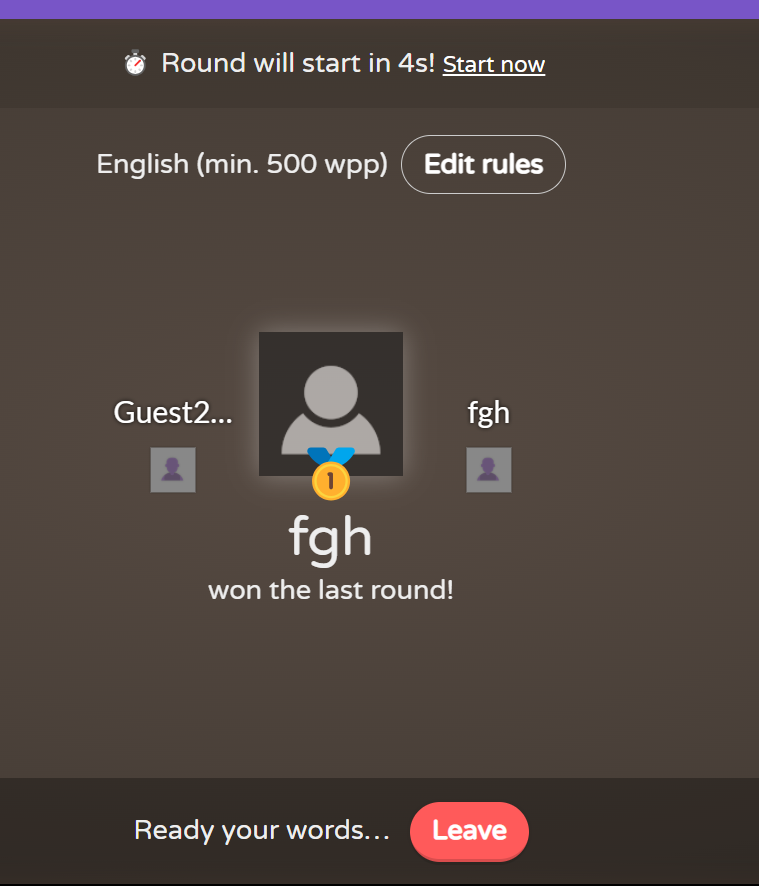 Round will start in 4s! Start now
English (min. 500 wpp) Edit rules
Guest2...
fgh
1
fgh
won the last round!
Ready your words... Leave